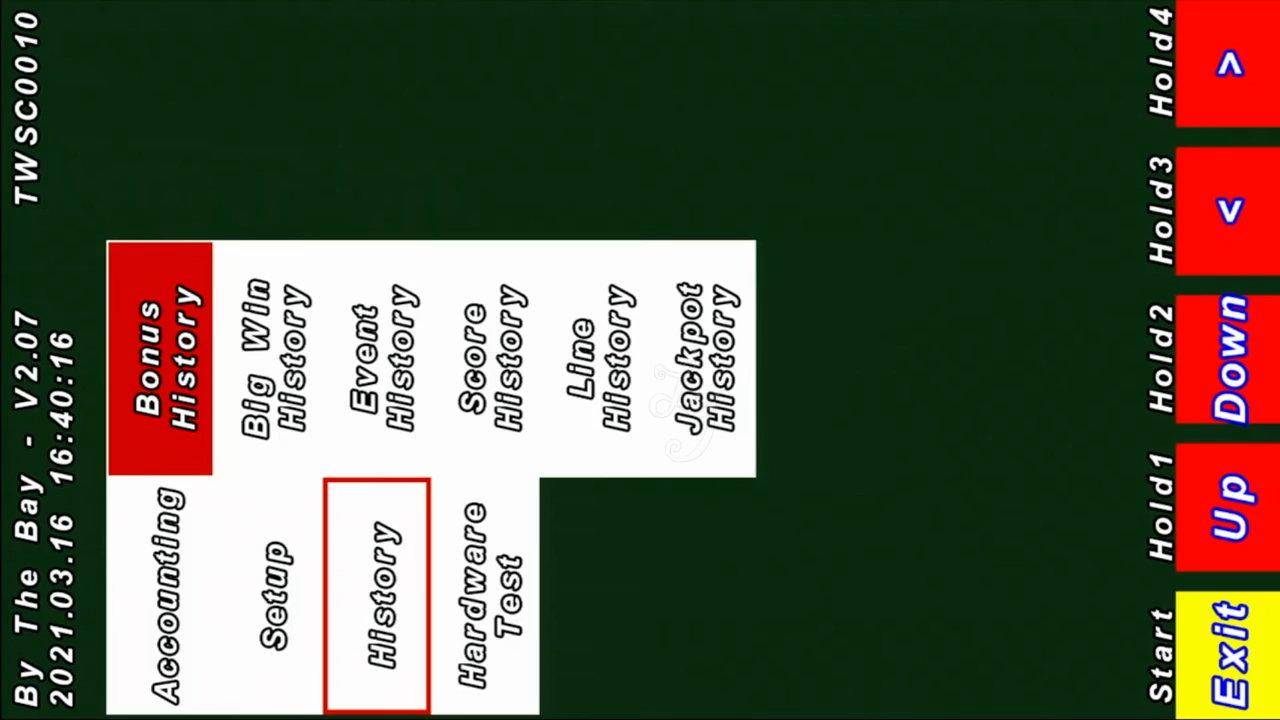 By The Bay - V2.07
TWSC0010
2021.03.16 16:40:16
Accounting
Setup
History
Hardware
Test
Bonus
History
Big Win
History
Event
History
Score
History
Line
History
Jackpot
History
Start
Hold1
Hold2
Hold3
Hold4
Exit
Up
Down
<
>